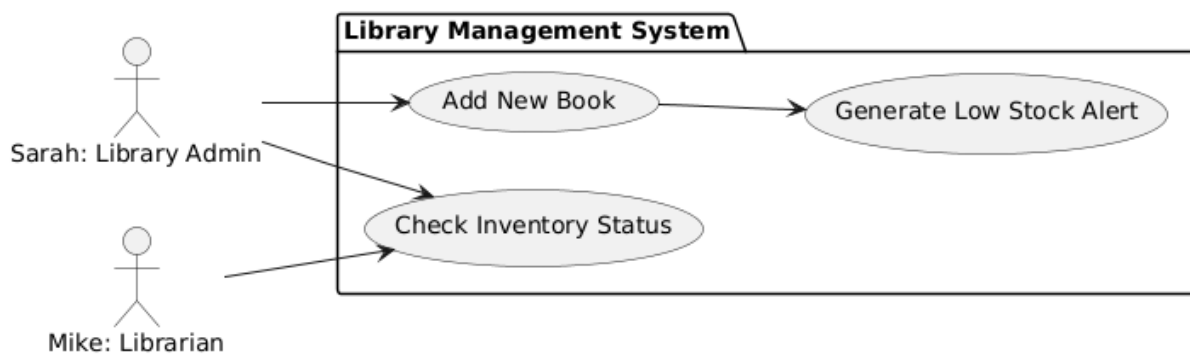 Library Management System
Add New Book
Generate Low Stock Alert
Sarah: Library Admin
Check Inventory Status
Mike: Librarian